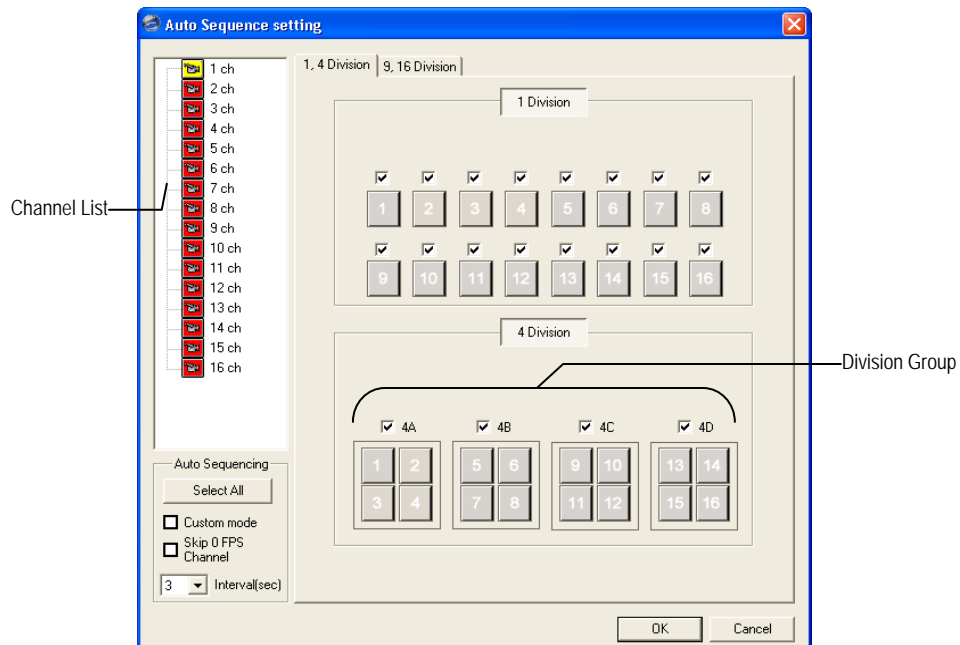 Auto Sequence setting
1 ch
2 ch
3 ch
4 ch
5 ch
6 ch
7 ch
8 ch
9 ch
10 ch
11 ch
12 ch
13 ch
14 ch
15 ch
16 ch
Channel List
Auto Sequencing
Select All
Custom mode
Skip 0 FPS
Channel
3 Interval(sec)
1, 4 Division 9, 16 Division
1 Division
1 2 3 4 5 6 7 8
9 10 11 12 13 14 15 16
4 Division
Division Group
4A 4B 4C 4D
1 2 5 6 9 10 13 14
3 4 7 8 11 12 15 16
OK Cancel